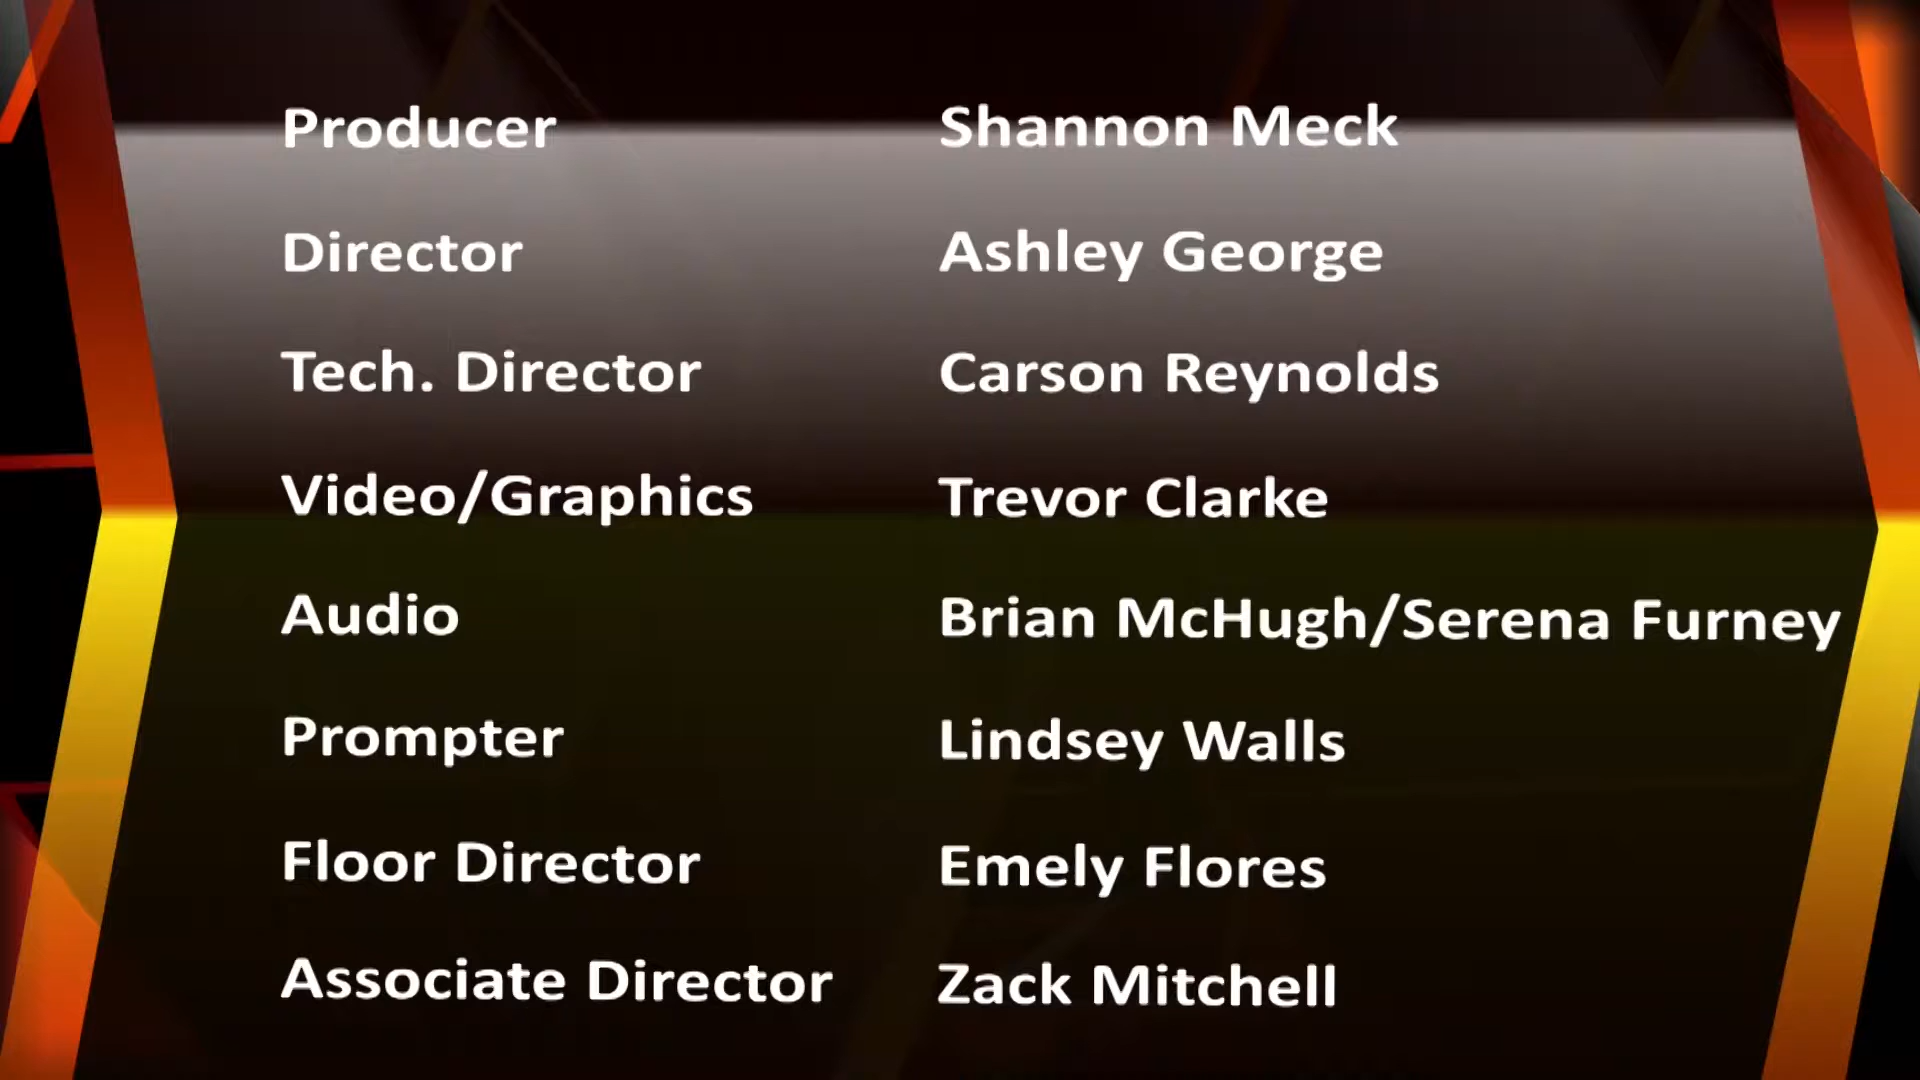 Producer Shannon Meck
Director Ashley George
Tech. Director Carson Reynolds
Video/Graphics Trevor Clarke
Audio Brian McHugh/Serena Furney
Prompter Lindsey Walls
Floor Director Emely Flores
Associate Director Zack Mitchell